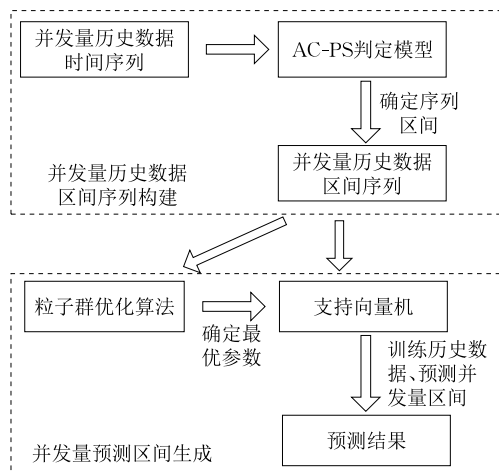 并发量历史数据
时间序列
AC-PS判定模型
确定序列
区间
并发量历史数据
区间序列
并发量历史数据
区间序列构建
粒子群优化算法
确定最
优参数
支持向量机
训练历史数
据、预测并
发量区间
预测结果
并发量预测区间生成